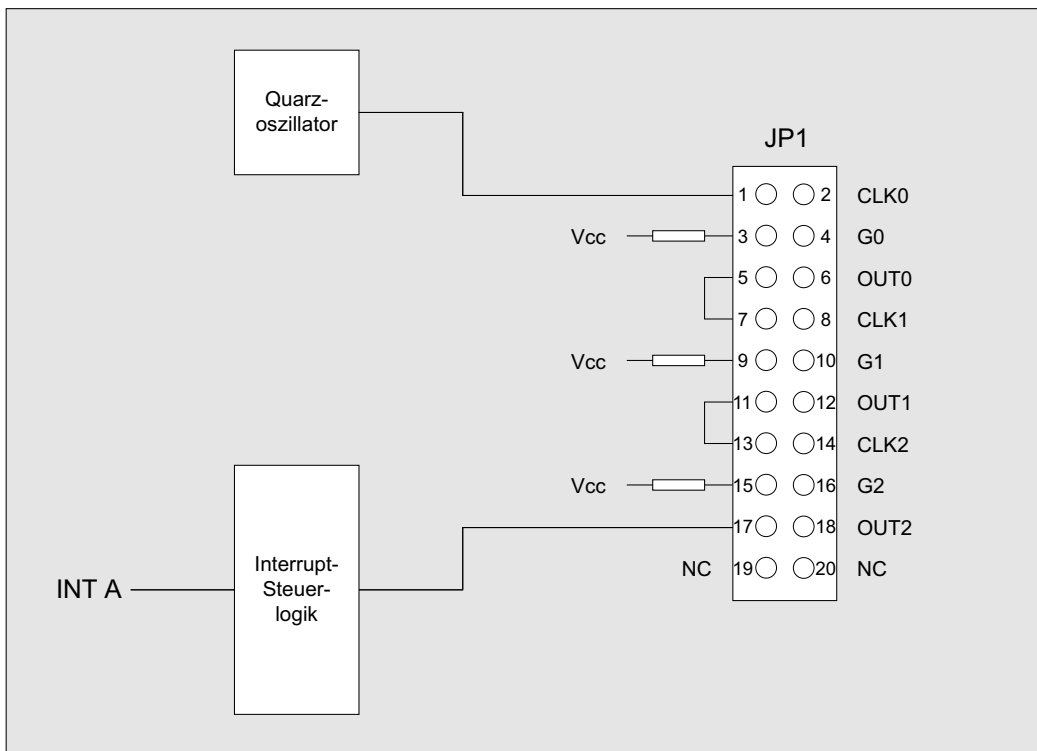 Quarz-
oszillator
JP1
1 2 CLK0
Vcc 3 4 G0
5 6 OUT0
7 8 CLK1
Vcc 9 10 G1
11 12 OUT1
13 14 CLK2
Vcc 15 16 G2
17 18 OUT2
NC 19 20 NC
INT A
Interrupt-
Steuer-
logik